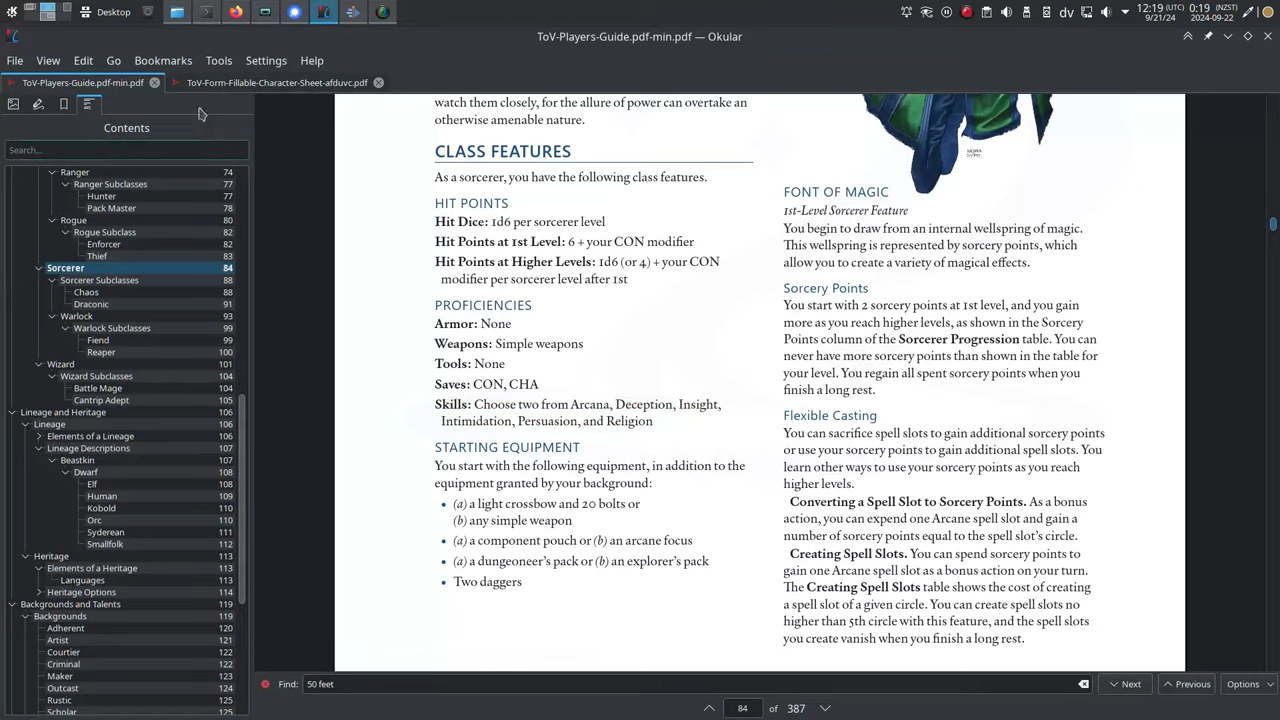 Desktop
dv
12:19 (UTC)
9/21/24
0:19 (NZST)
2024-09-22
ToV-Players-Guide.pdf-min.pdf — Okular
File View Edit Go Bookmarks Tools Settings Help
ToV-Players-Guide.pdf-min.pdf
ToV-Form-Fillable-Character-Sheet-afduvc.pdf
Contents
Search...
Ranger 74
Ranger Subclasses 77
Hunter 77
Pack Master 78
Rogue 80
Rogue Subclass 82
Enforcer 82
Thief 83
Sorcerer 84
Sorcerer Subclasses 88
Chaos 88
Draconic 91
Warlock 93
Warlock Subclasses 99
Fiend 99
Reaper 100
Wizard 101
Wizard Subclasses 104
Battle Mage 104
Cantrip Adept 105
Lineage and Heritage 106
Lineage 106
Elements of a Lineage 106
Lineage Descriptions 107
Beastkin 107
Dwarf 108
Elf 108
Human 109
Kobold 110
Orc 110
Syderean 111
Smallfolk 112
Heritage 113
Elements of a Heritage 113
Languages 113
Heritage Options 114
Backgrounds and Talents 119
Backgrounds 119
Adherent 120
Artist 121
Courtier 122
Criminal 122
Maker 123
Outcast 124
Rustic 125
Scholar 125
watch them closely, for the allure of power can overtake an
otherwise amenable nature.
CLASS FEATURES
As a sorcerer, you have the following class features.
HIT POINTS
Hit Dice: 1d6 per sorcerer level
Hit Points at 1st Level: 6 + your CON modifier
Hit Points at Higher Levels: 1d6 (or 4) + your CON
modifier per sorcerer level after 1st
PROFICIENCIES
Armor: None
Weapons: Simple weapons
Tools: None
Saves: CON, CHA
Skills: Choose two from Arcana, Deception, Insight,
Intimidation, Persuasion, and Religion
STARTING EQUIPMENT
You start with the following equipment, in addition to the
equipment granted by your background:
• (a) a light crossbow and 20 bolts or
(b) any simple weapon
• (a) a component pouch or (b) an arcane focus
• (a) a dungeoneer's pack or (b) an explorer's pack
• Two daggers
FONT OF MAGIC
1st-Level Sorcerer Feature
You begin to draw from an internal wellspring of magic.
This wellspring is represented by sorcery points, which
allow you to create a variety of magical effects.
Sorcery Points
You start with 2 sorcery points at 1st level, and you gain
more as you reach higher levels, as shown in the Sorcery
Points column of the Sorcerer Progression table. You can
never have more sorcery points than shown in the table for
your level. You regain all spent sorcery points when you
finish a long rest.
Flexible Casting
You can sacrifice spell slots to gain additional sorcery points
or use your sorcery points to gain additional spell slots. You
learn other ways to use your sorcery points as you reach
higher levels.
Converting a Spell Slot to Sorcery Points. As a bonus
action, you can expend one Arcane spell slot and gain a
number of sorcery points equal to the spell slot's circle.
Creating Spell Slots. You can spend sorcery points to
gain one Arcane spell slot as a bonus action on your turn.
The Creating Spell Slots table shows the cost of creating
a spell slot of a given circle. You can create spell slots no
higher than 5th circle with this feature, and the spell slots
you create vanish when you finish a long rest.
Find: 50 feet
Next
Previous
Options
84 of 387